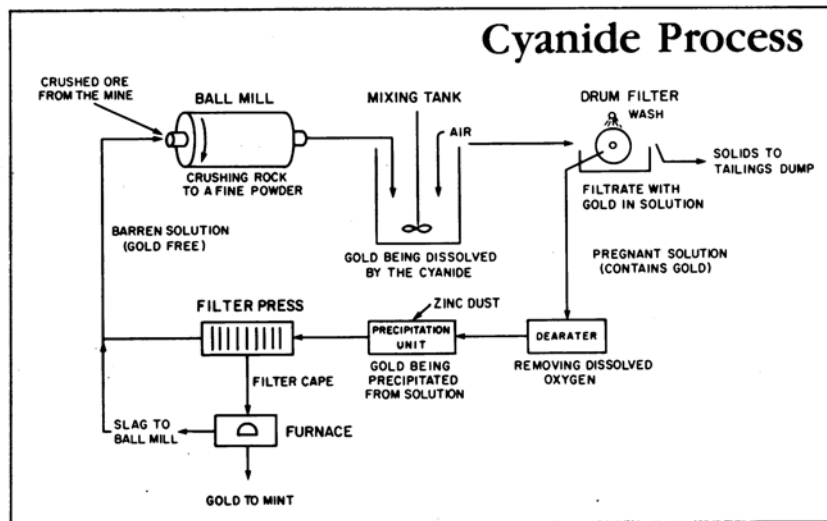 Cyanide Process
CRUSHED ORE
FROM THE MINE
BALL MILL
CRUSHING ROCK
TO A FINE POWDER
MIXING TANK
AIR
GOLD BEING DISSOLVED
BY THE CYANIDE
DRUM FILTER
WASH
SOLIDS TO
TAILINGS DUMP
FILTRATE WITH
GOLD IN SOLUTION
PREGNANT SOLUTION
(CONTAINS GOLD)
BARREN SOLUTION
(GOLD FREE)
FILTER PRESS
ZINC DUST
PRECIPITATION
UNIT
GOLD BEING
PRECIPITATED
FROM SOLUTION
DEARATER
REMOVING DISSOLVED
OXYGEN
FILTER CAPE
SLAG TO
BALL MILL
FURNACE
GOLD TO MINT